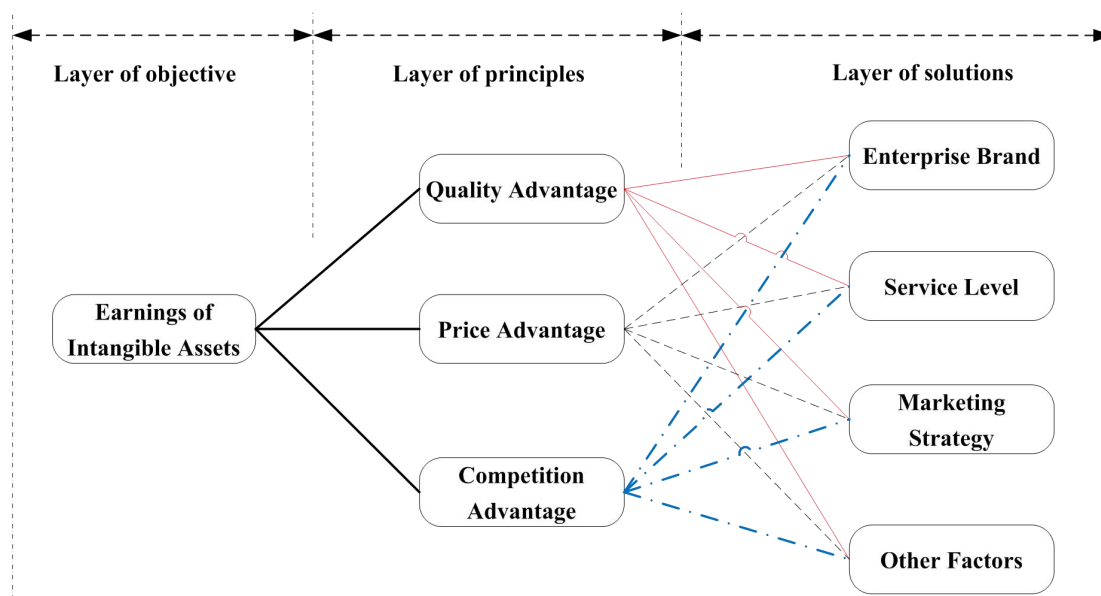 Layer of objective
Layer of principles
Layer of solutions
Enterprise Brand
Quality Advantage
Service Level
Earnings of
Intangible Assets
Price Advantage
Marketing
Strategy
Competition
Advantage
Other Factors